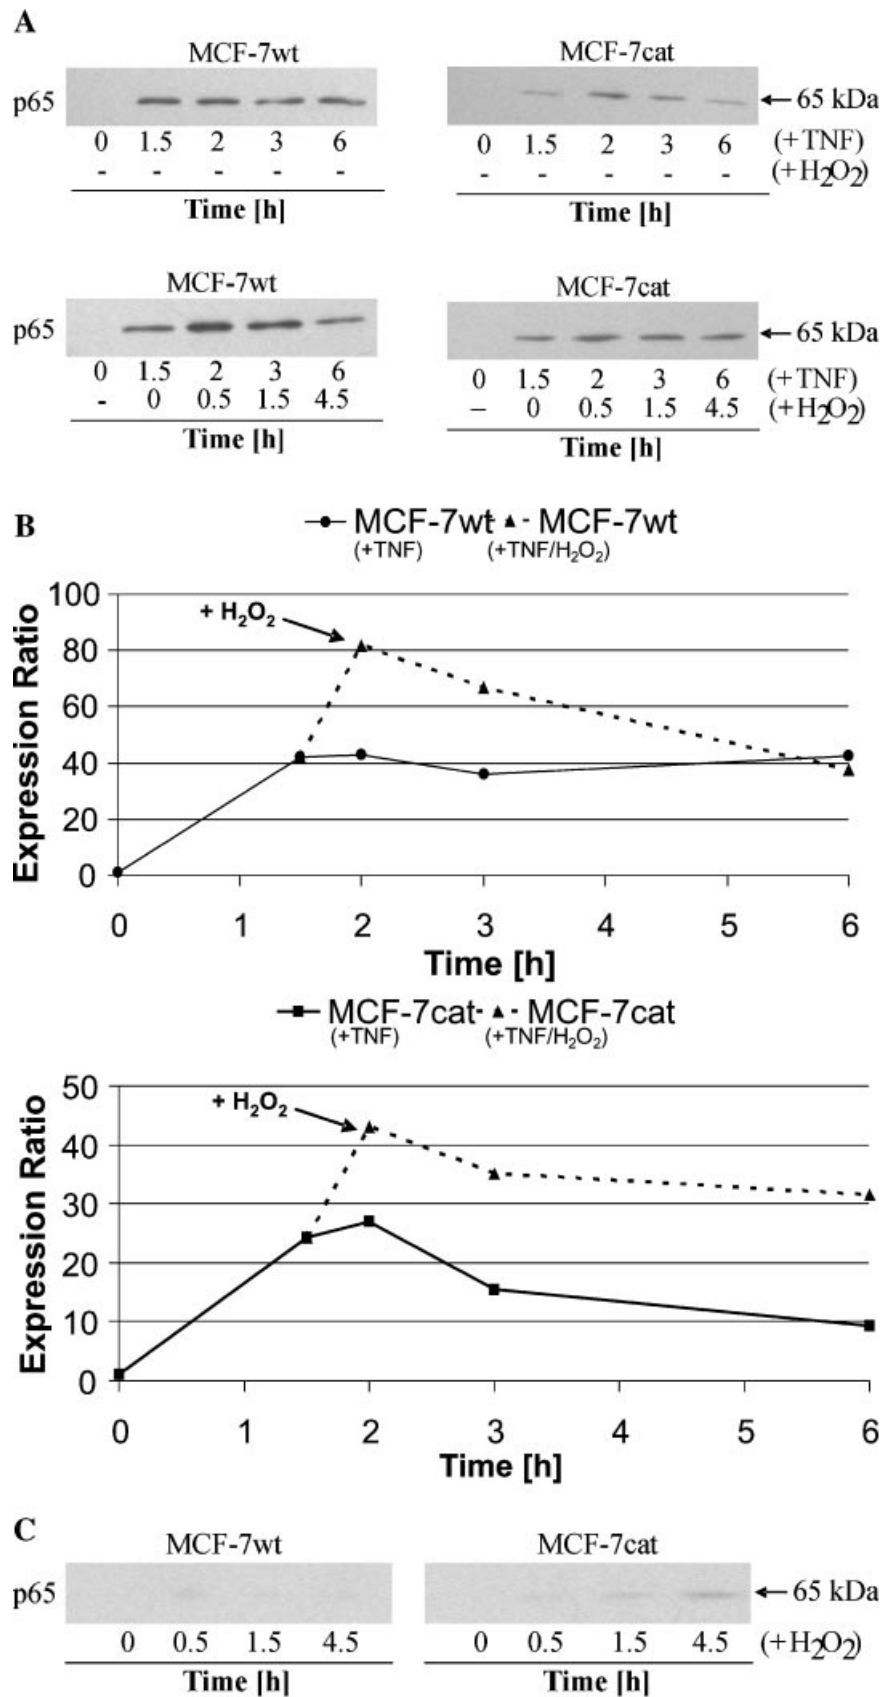 A
MCF-7wt MCF-7cat
p65 ← 65 kDa
0 1.5 2 3 6 0 1.5 2 3 6 (+TNF)
- - - - - - - - - - (+H₂O₂)
Time [h] Time [h]
MCF-7wt MCF-7cat
p65 ← 65 kDa
0 1.5 2 3 6 0 1.5 2 3 6 (+TNF)
- 0 0.5 1.5 4.5 – 0 0.5 1.5 4.5 (+H₂O₂)
Time [h] Time [h]
B
MCF-7wt MCF-7wt
(+TNF) (+TNF/H₂O₂)
Expression Ratio
100
80
60
40
20
0
+ H₂O₂
0 1 2 3 4 5 6
Time [h]
MCF-7cat MCF-7cat
(+TNF) (+TNF/H₂O₂)
Expression Ratio
50
40
30
20
10
0
+ H₂O₂
0 1 2 3 4 5 6
Time [h]
C
MCF-7wt MCF-7cat
p65 ← 65 kDa
0 0.5 1.5 4.5 0 0.5 1.5 4.5 (+H₂O₂)
Time [h] Time [h]